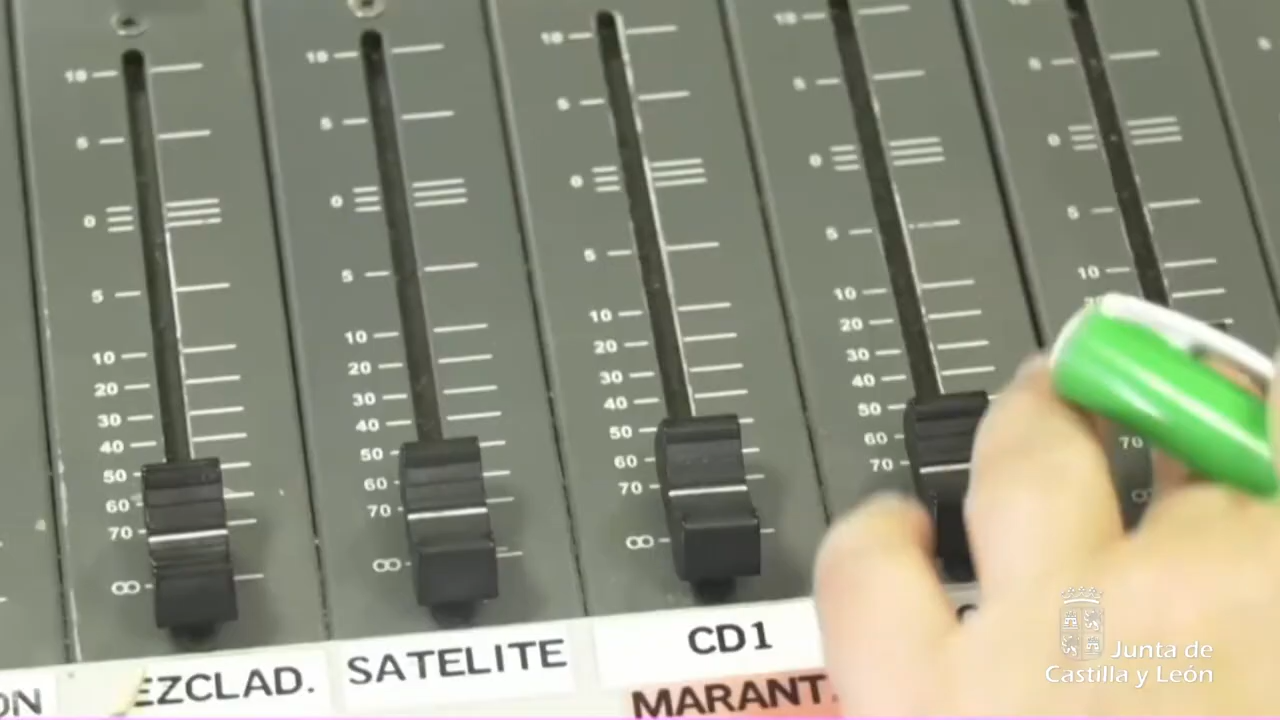 10 10 10 10 10
5 5 5 5 5
0 0 0 0 0
5 5 5 5 5
10 10 10 10 10
20 20 20 20
30 30 30 30
40 40 40 40
50 50 50 50
60 60 60 60
70 70 70 70 70
∞ ∞ ∞ ∞
ON EZCLAD. SATELITE CD1
MARANT.
Junta de
Castilla y León